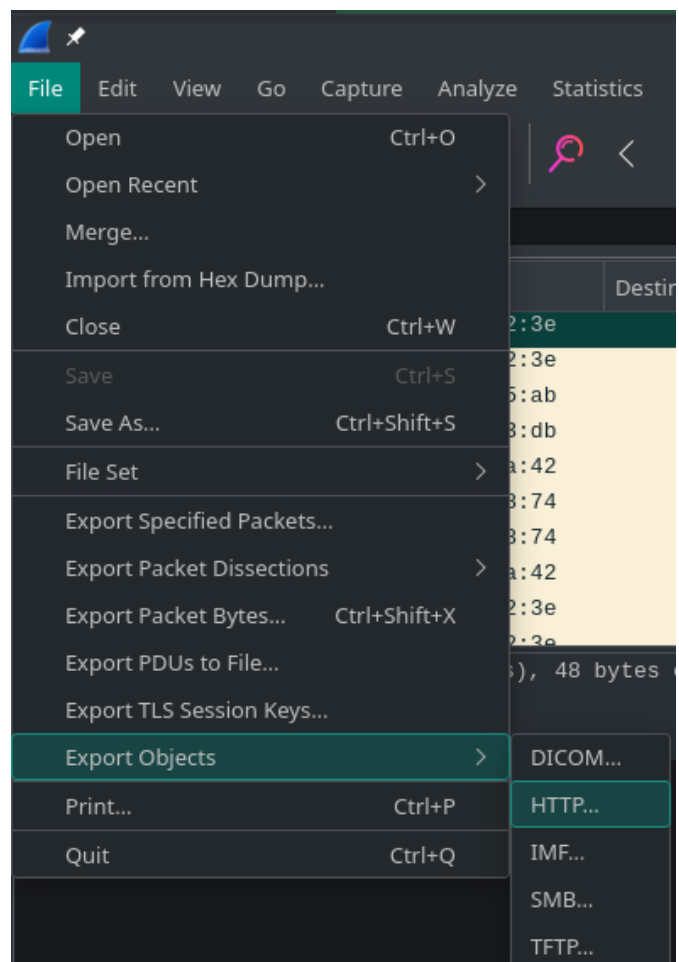 File Edit View Go Capture Analyze Statistics
Open Ctrl+O
Open Recent
Merge...
Import from Hex Dump...
Destin
Close Ctrl+W
2:3e
2:3e
Save Ctrl+S
5:ab
Save As... Ctrl+Shift+S
3:db
File Set
a:42
3:74
Export Specified Packets...
3:74
Export Packet Dissections
a:42
Export Packet Bytes... Ctrl+Shift+X
2:3e
2:3e
Export PDUs to File...
s), 48 bytes
Export TLS Session Keys...
Export Objects
DICOM...
Print... Ctrl+P
HTTP...
Quit Ctrl+Q
IMF...
SMB...
TFTP...